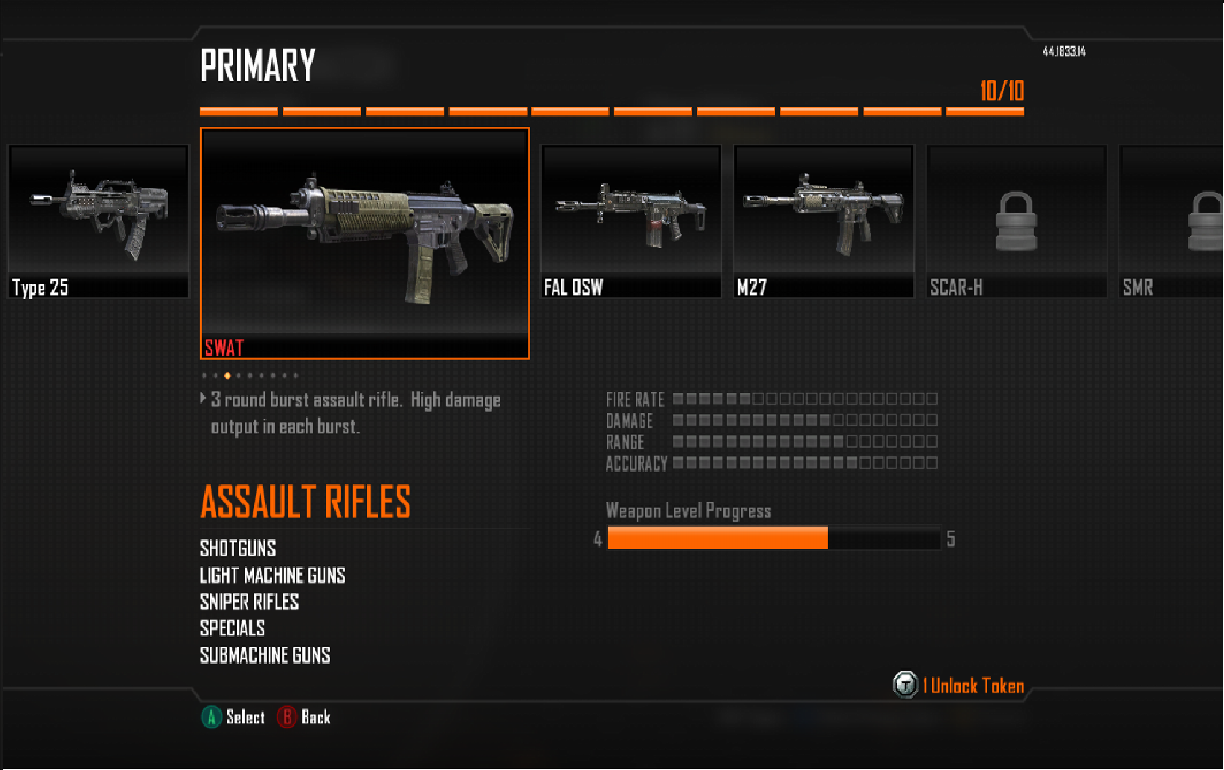 PRIMARY
44.1.833.14
10/10
Type 25
SWAT
FAL OSW
M27
SCAR-H
SMR
3 round burst assault rifle. High damage
output in each burst.
FIRE RATE
DAMAGE
RANGE
ACCURACY
Weapon Level Progress
4
5
ASSAULT RIFLES
SHOTGUNS
LIGHT MACHINE GUNS
SNIPER RIFLES
SPECIALS
SUBMACHINE GUNS
1 Unlock Token
A Select B Back